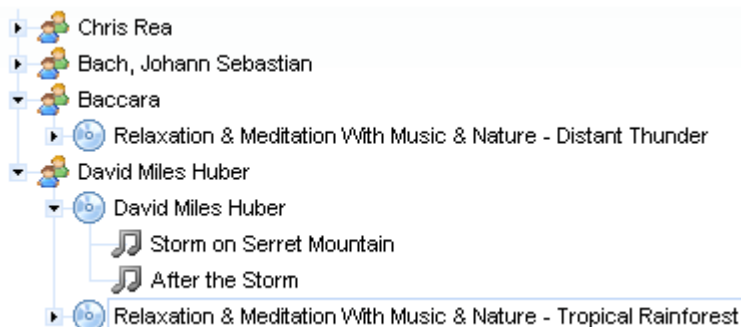 Chris Rea
Bach, Johann Sebastian
Baccara
Relaxation & Meditation With Music & Nature - Distant Thunder
David Miles Huber
David Miles Huber
Storm on Serret Mountain
After the Storm
Relaxation & Meditation With Music & Nature - Tropical Rainforest